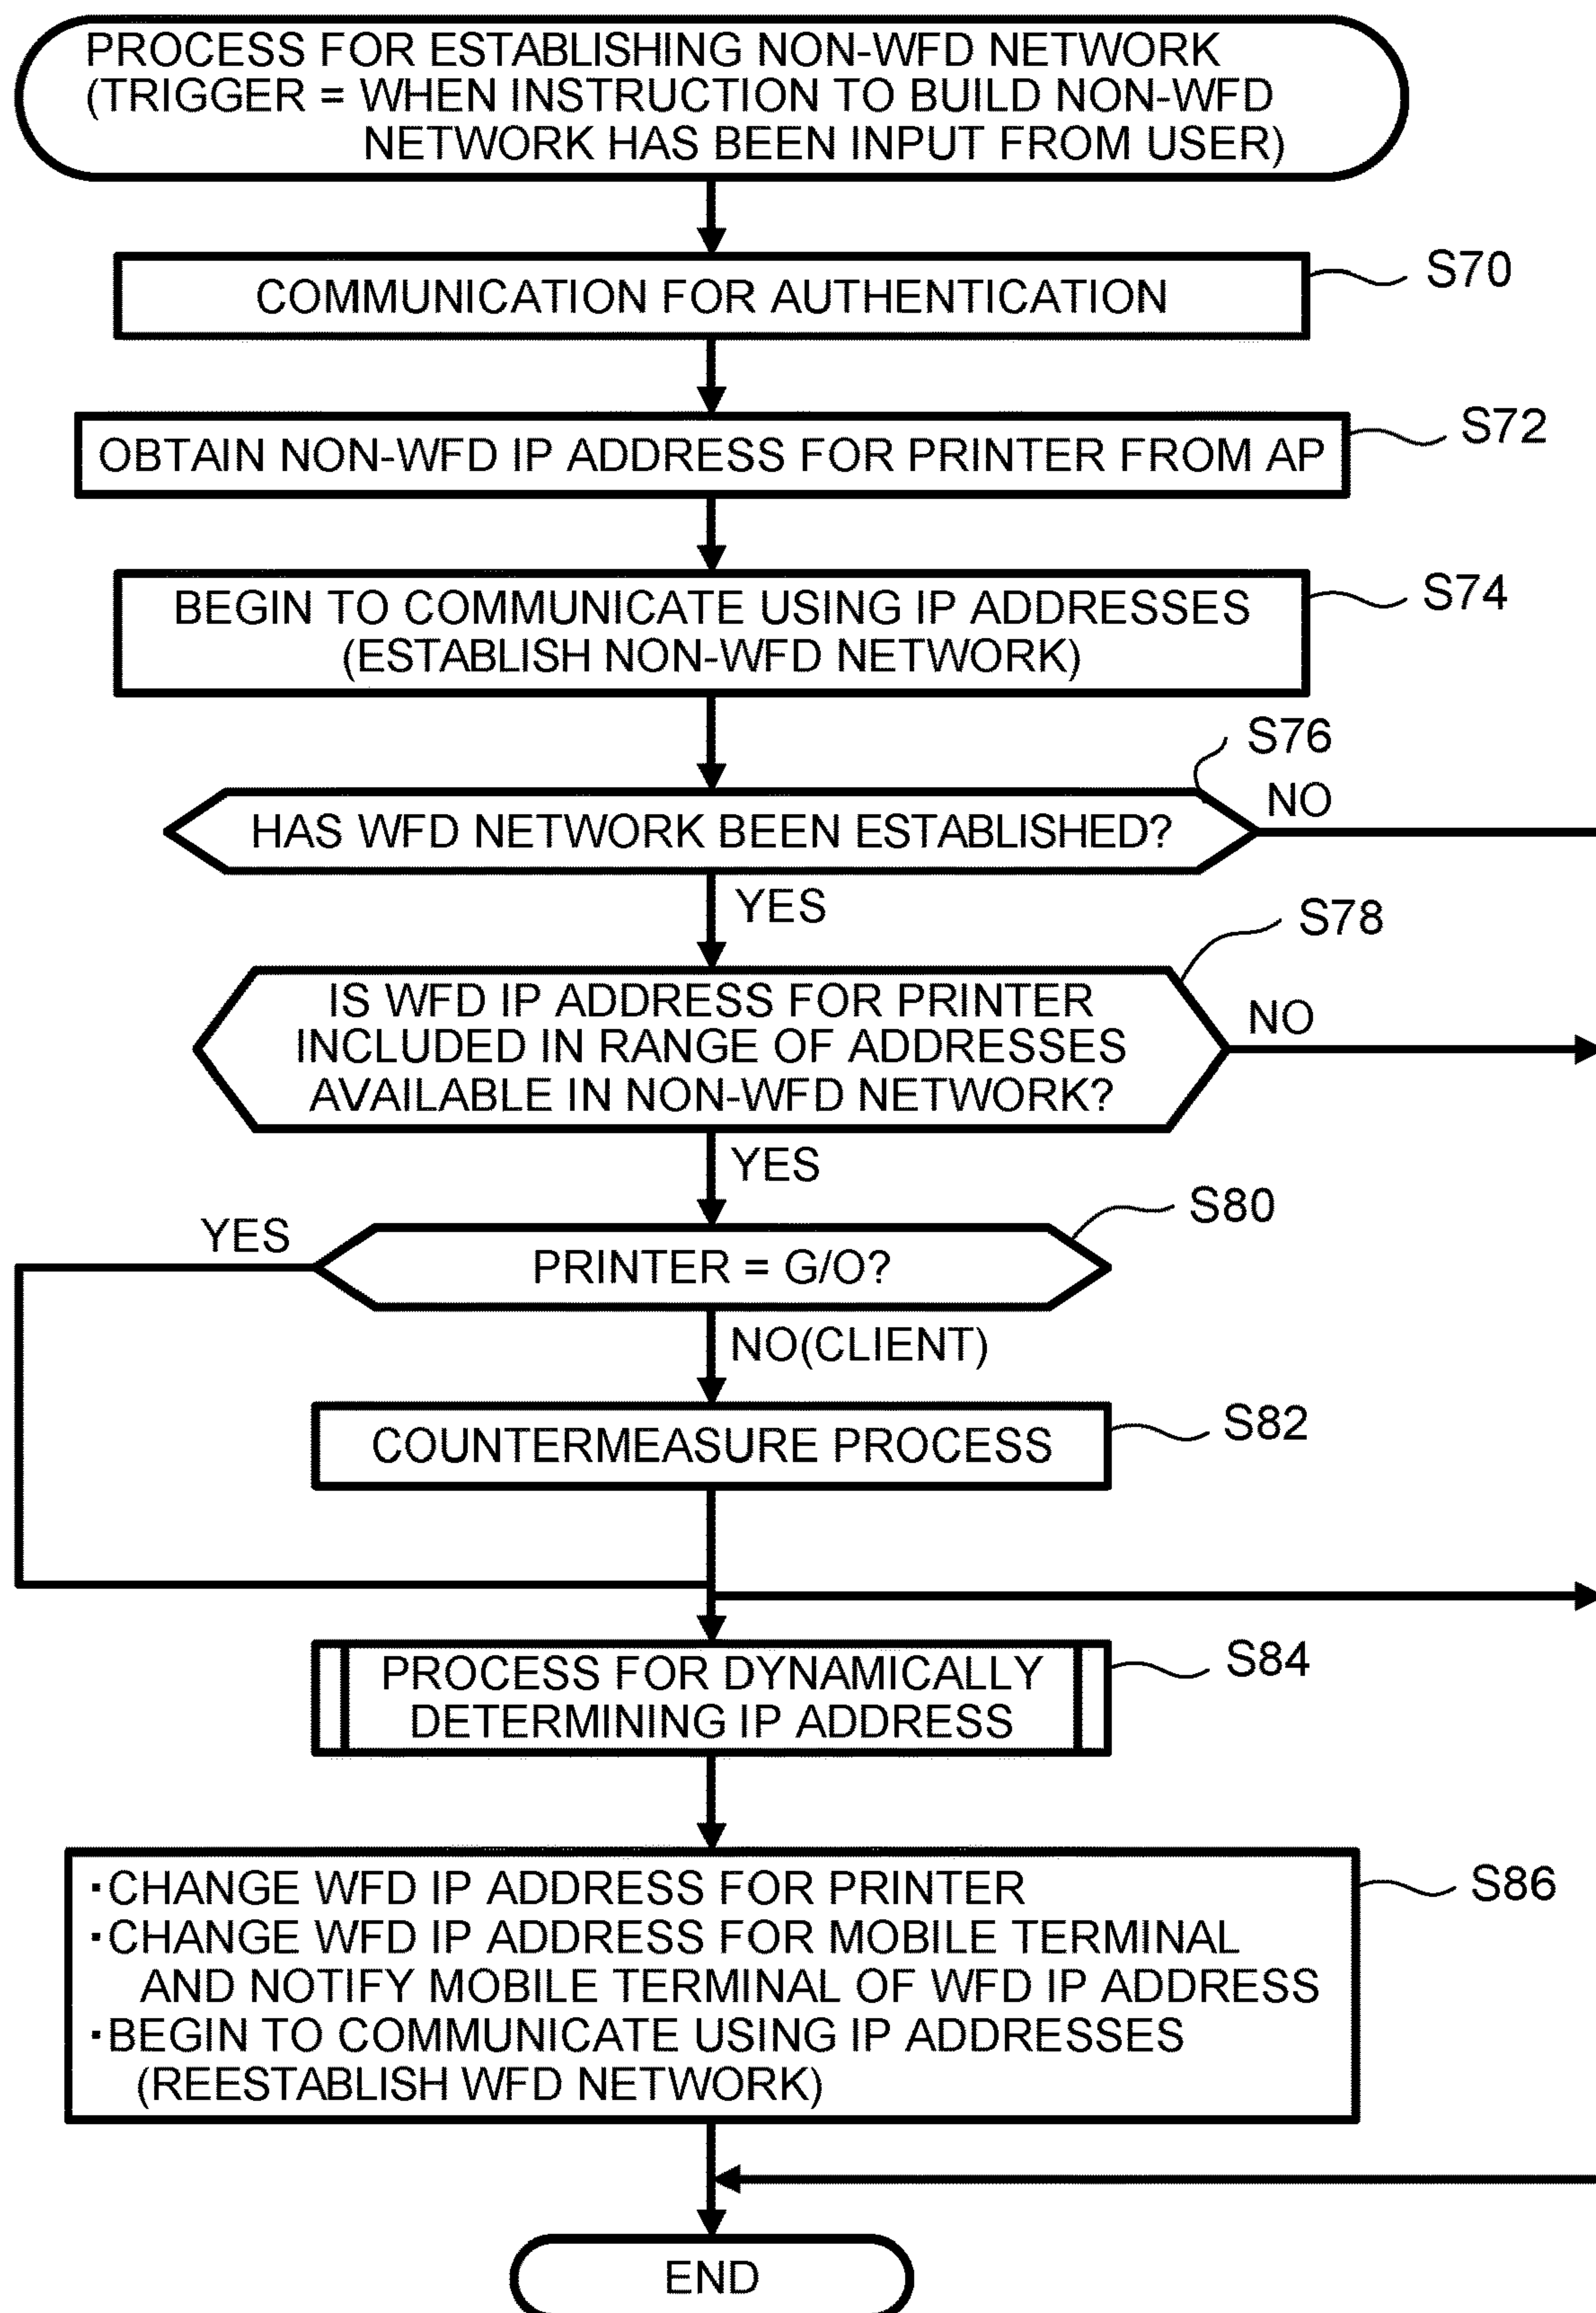 PROCESS FOR ESTABLISHING NON-WFD NETWORK
(TRIGGER = WHEN INSTRUCTION TO BUILD NON-WFD
NETWORK HAS BEEN INPUT FROM USER)
COMMUNICATION FOR AUTHENTICATION
S70
OBTAIN NON-WFD IP ADDRESS FOR PRINTER FROM AP
S72
BEGIN TO COMMUNICATE USING IP ADDRESSES
(ESTABLISH NON-WFD NETWORK)
S74
S76
HAS WFD NETWORK BEEN ESTABLISHED?
NO
YES
S78
IS WFD IP ADDRESS FOR PRINTER
INCLUDED IN RANGE OF ADDRESSES
AVAILABLE IN NON-WFD NETWORK?
NO
YES
S80
YES
PRINTER = G/O?
NO(CLIENT)
COUNTERMEASURE PROCESS
S82
PROCESS FOR DYNAMICALLY
DETERMINING IP ADDRESS
S84
・CHANGE WFD IP ADDRESS FOR PRINTER
・CHANGE WFD IP ADDRESS FOR MOBILE TERMINAL
AND NOTIFY MOBILE TERMINAL OF WFD IP ADDRESS
・BEGIN TO COMMUNICATE USING IP ADDRESSES
(REESTABLISH WFD NETWORK)
S86
END